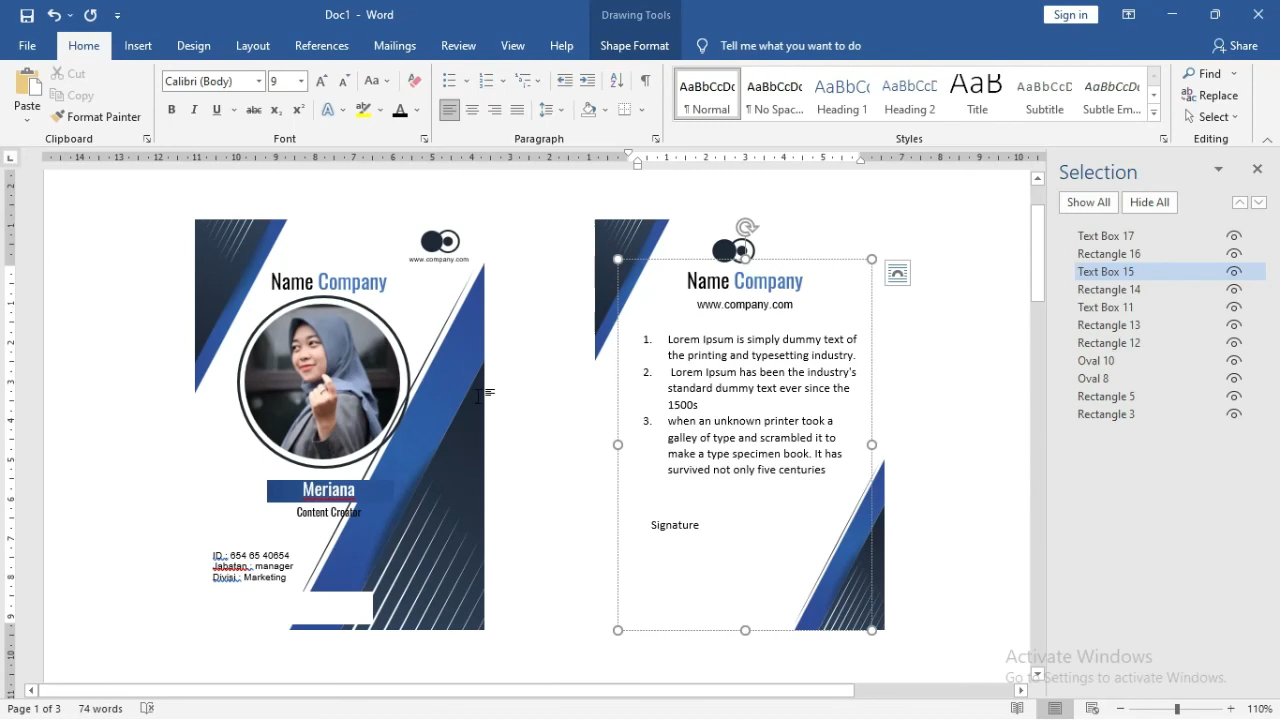 Doc1 - Word
Drawing Tools
Sign in
File
Home
Insert
Design
Layout
References
Mailings
Review
View
Help
Shape Format
Tell me what you want to do
Share
Paste
Cut
Copy
Format Painter
Clipboard
Calibri (Body)
9
Font
Paragraph
AaBbCcDc
¶ Normal
AaBbCcDc
¶ No Spac...
AaBbCc
Heading 1
AaBbCcC
Heading 2
AaB
Title
AaBbCcD
Subtitle
AaBbCcDc
Subtle Em...
Styles
Find
Replace
Select
Editing
Selection
Show All
Hide All
Text Box 17
Rectangle 16
Text Box 15
Rectangle 14
Text Box 11
Rectangle 13
Rectangle 12
Oval 10
Oval 8
Rectangle 5
Rectangle 3
www.company.com
Name Company
Meriana
Content Creator
ID : 654 65 40654
Jabatan : manager
Divisi : Marketing
Name Company
www.company.com
1. Lorem Ipsum is simply dummy text of
the printing and typesetting industry.
2. Lorem Ipsum has been the industry's
standard dummy text ever since the
1500s
3. when an unknown printer took a
galley of type and scrambled it to
make a type specimen book. It has
survived not only five centuries
Signature
Activate Windows
Go to Settings to activate Windows.
Page 1 of 3
74 words
110%